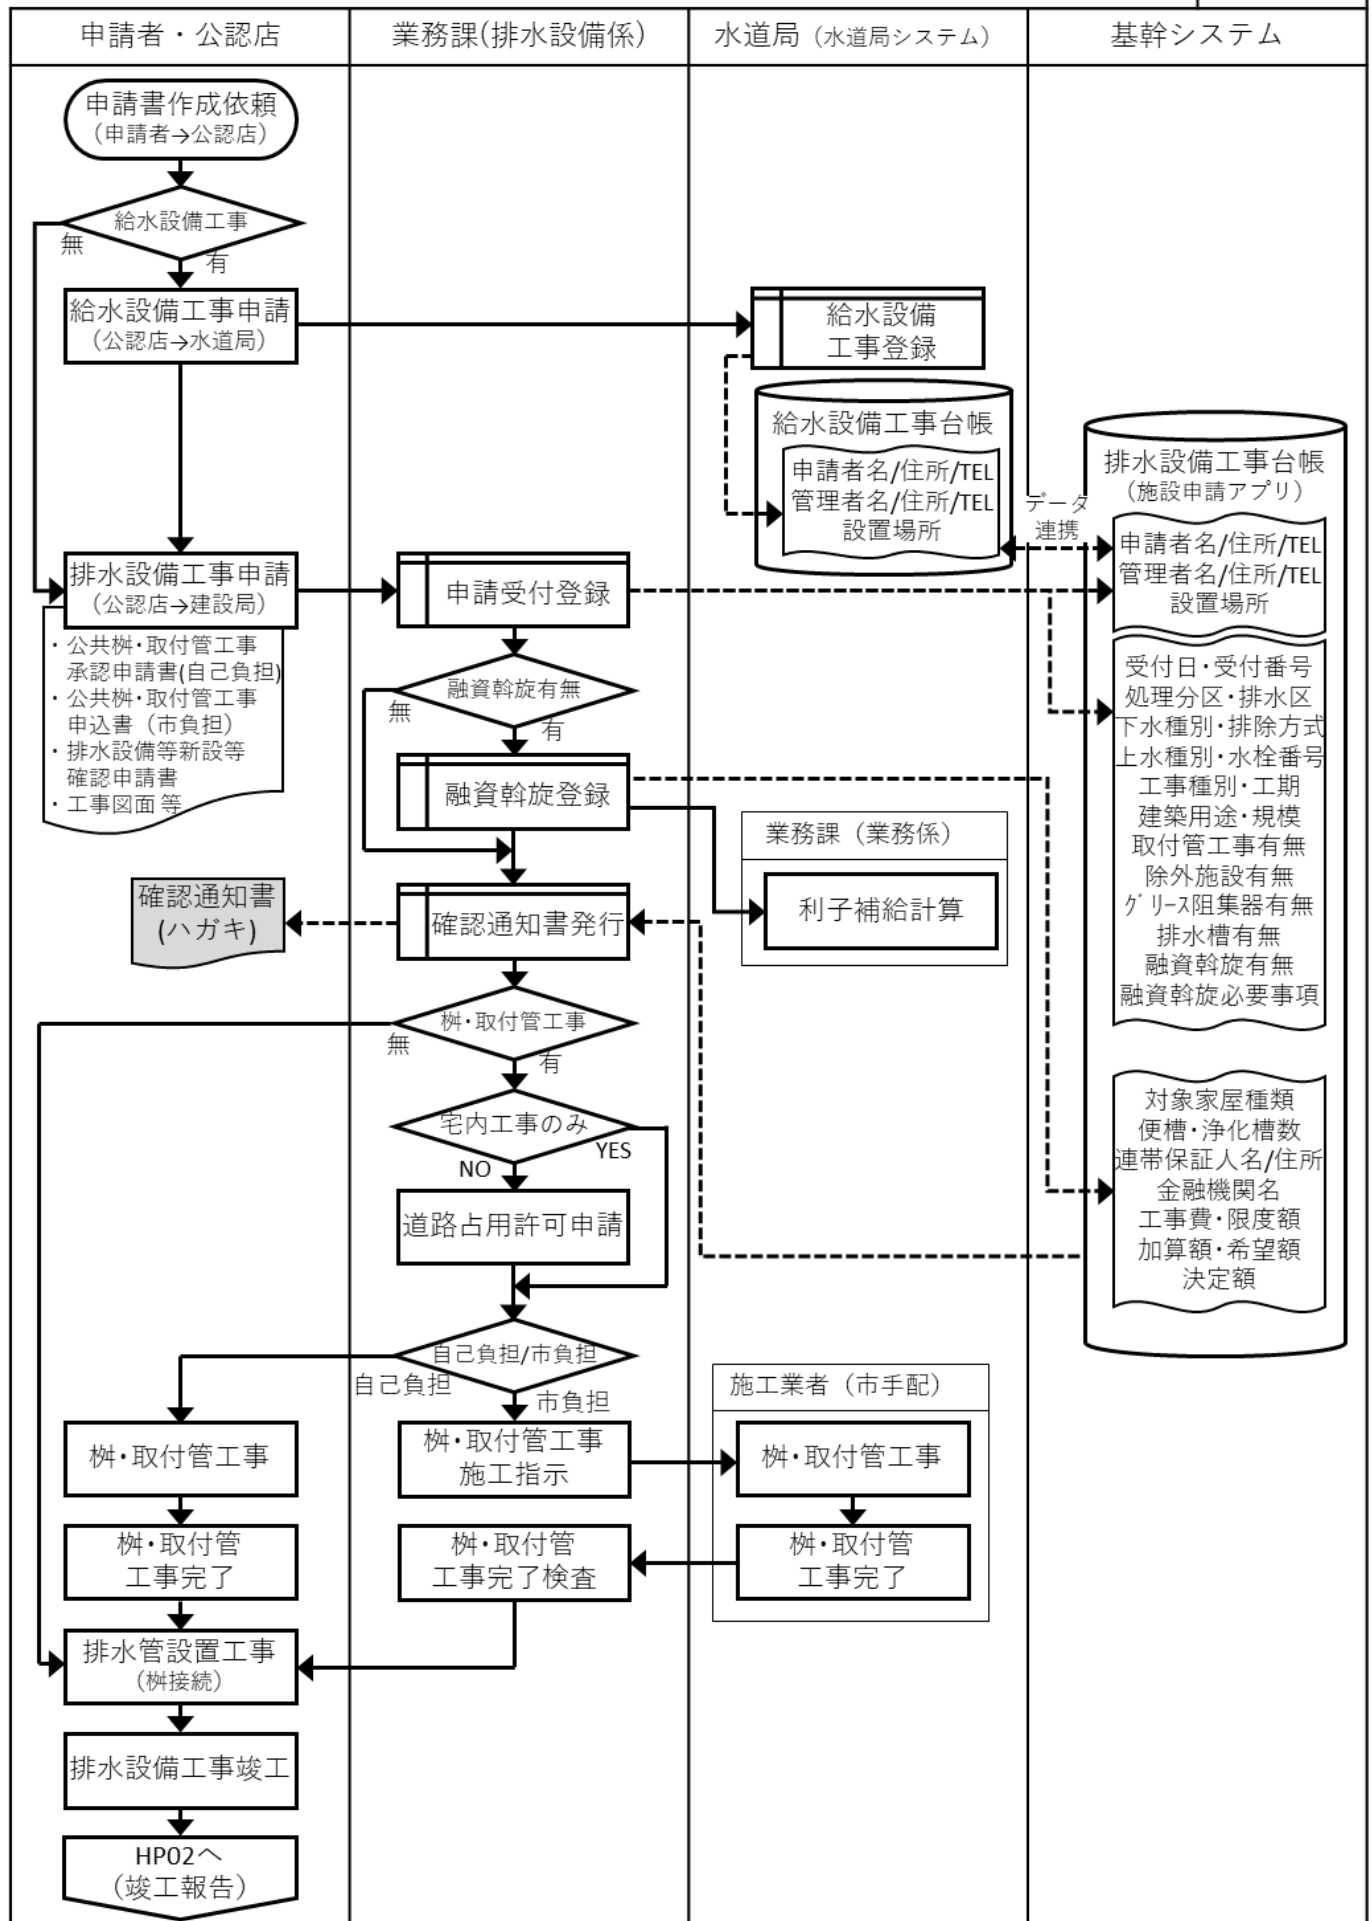 申請者・公認店
業務課(排水設備係)
水道局（水道局システム）
基幹システム
申請書作成依頼
（申請者→公認店）
給水設備工事
無
有
給水設備工事申請
（公認店→水道局）
給水設備
工事登録
給水設備工事台帳
申請者名/住所/TEL
管理者名/住所/TEL
設置場所
データ
連携
排水設備工事台帳
（施設申請アプリ）
申請者名/住所/TEL
管理者名/住所/TEL
設置場所
受付日・受付番号
処理分区・排水区
下水種別・排除方式
上水種別・水栓番号
工事種別・工期
建築用途・規模
取付管工事有無
除外施設有無
グリース阻集器有無
排水槽有無
融資斡旋有無
融資斡旋必要事項
対象家屋種類
便槽・浄化槽数
連帯保証人名/住所
金融機関名
工事費・限度額
加算額・希望額
決定額
排水設備工事申請
（公認店→建設局）
・公共桝・取付管工事
承認申請書(自己負担)
・公共桝・取付管工事
申込書（市負担）
・排水設備等新設等
確認申請書
・工事図面等
申請受付登録
融資斡旋有無
無
有
融資斡旋登録
業務課（業務係）
利子補給計算
確認通知書
(ハガキ)
確認通知書発行
桝・取付管工事
無
有
宅内工事のみ
YES
NO
道路占用許可申請
自己負担/市負担
自己負担
市負担
桝・取付管工事
桝・取付管工事
施工指示
施工業者（市手配）
桝・取付管工事
桝・取付管
工事完了
桝・取付管
工事完了検査
桝・取付管
工事完了
排水管設置工事
（桝接続）
排水設備工事竣工
HP02へ
（竣工報告）